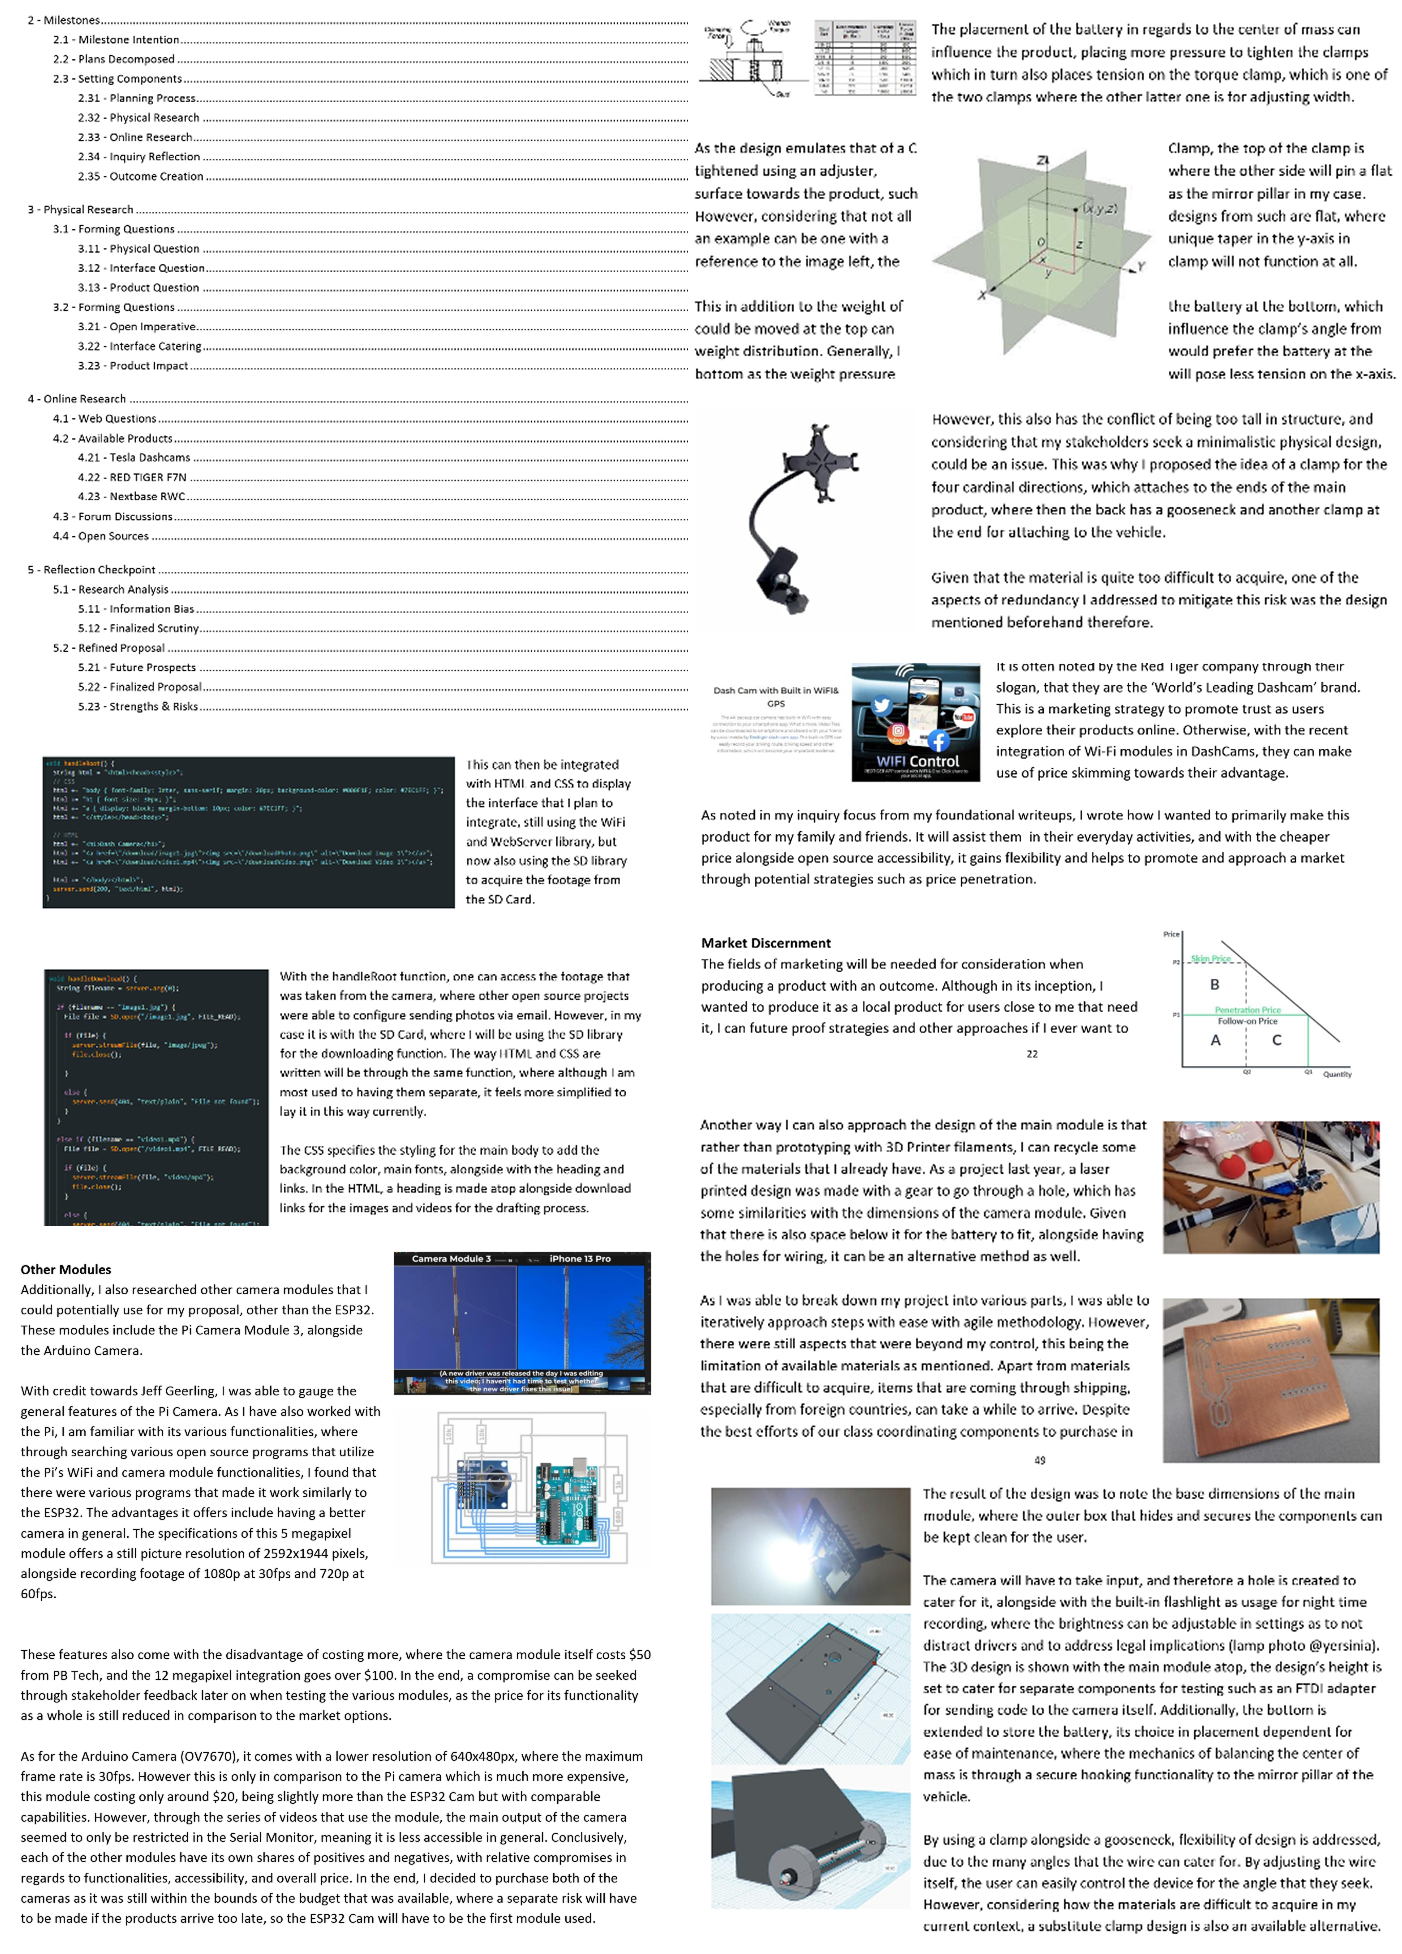 2 - Milestones
2.1 - Milestone Intention
2.2 - Plans Decomposed
2.3 - Setting Components
2.31 - Planning Process
2.32 - Physical Research
2.33 - Online Research
2.34 - Inquiry Reflection
2.35 - Outcome Creation
3 - Physical Research
3.1 - Forming Questions
3.11 - Physical Question
3.12 - Interface Question
3.13 - Product Question
3.2 - Forming Questions
3.21 - Open Imperative
3.22 - Interface Catering
3.23 - Product Impact
4 - Online Research
4.1 - Web Questions
4.2 - Available Products
4.21 - Tesla Dashcams
4.22 - RED TIGER F7N
4.23 - Nextbase RWC
4.3 - Forum Discussions
4.4 - Open Sources
5 - Reflection Checkpoint
5.1 - Research Analysis
5.11 - Information Bias
5.12 - Finalized Scrutiny
5.2 - Refined Proposal
5.21 - Future Prospects
5.22 - Finalized Proposal
5.23 - Strengths & Risks
This can then be integrated
with HTML and CSS to display
the interface that I plan to
integrate, still using the WiFi
and WebServer library, but
now also using the SD library
to acquire the footage from
the SD Card.
With the handleRoot function, one can access the footage that
was taken from the camera, where other open source projects
were able to configure sending photos via email. However, in my
case it is with the SD Card, where I will be using the SD library
for the downloading function. The way HTML and CSS are
written will be through the same function, where although I am
most used to having them separate, it feels more simplified to
lay it in this way currently.
The CSS specifies the styling for the main body to add the
background color, main fonts, alongside with the heading and
links. In the HTML, a heading is made atop alongside download
links for the images and videos for the drafting process.
Other Modules
Additionally, I also researched other camera modules that I
could potentially use for my proposal, other than the ESP32.
These modules include the Pi Camera Module 3, alongside
the Arduino Camera.
Camera Module 3
iPhone 13 Pro
(A new driver was released the day I was editing
this video; I haven't had time to test whether
the new driver fixes this issue)
With credit towards Jeff Geerling, I was able to gauge the
general features of the Pi Camera. As I have also worked with
the Pi, I am familiar with its various functionalities, where
through searching various open source programs that utilize
the Pi's WiFi and camera module functionalities, I found that
there were various programs that made it work similarly to
the ESP32. The advantages it offers include having a better
camera in general. The specifications of this 5 megapixel
module offers a still picture resolution of 2592x1944 pixels,
alongside recording footage of 1080p at 30fps and 720p at
60fps.
These features also come with the disadvantage of costing more, where the camera module itself costs $50
from PB Tech, and the 12 megapixel integration goes over $100. In the end, a compromise can be seeked
through stakeholder feedback later on when testing the various modules, as the price for its functionality
as a whole is still reduced in comparison to the market options.
As for the Arduino Camera (OV7670), it comes with a lower resolution of 640x480px, where the maximum
frame rate is 30fps. However this is only in comparison to the Pi camera which is much more expensive,
this module costing only around $20, being slightly more than the ESP32 Cam but with comparable
capabilities. However, through the series of videos that use the module, the main output of the camera
seemed to only be restricted in the Serial Monitor, meaning it is less accessible in general. Conclusively,
each of the other modules have its own shares of positives and negatives, with relative compromises in
regards to functionalities, accessibility, and overall price. In the end, I decided to purchase both of the
cameras as it was still within the bounds of the budget that was available, where a separate risk will have
to be made if the products arrive too late, so the ESP32 Cam will have to be the first module used.
Clamping Force
Wrench Torque
Stud
The placement of the battery in regards to the center of mass can
influence the product, placing more pressure to tighten the clamps
which in turn also places tension on the torque clamp, which is one of
the two clamps where the other latter one is for adjusting width.
As the design emulates that of a C Clamp, the top of the clamp is
tightened using an adjuster, where the other side will pin a flat
surface towards the product, such as the mirror pillar in my case.
However, considering that not all designs from such are flat, where
an example can be one with a unique taper in the y-axis in
reference to the image left, the clamp will not function at all.
Z
(x,y,z)
O
x
y
z
X
Y
This in addition to the weight of the battery at the bottom, which
could be moved at the top can influence the clamp's angle from
weight distribution. Generally, I would prefer the battery at the
bottom as the weight pressure will pose less tension on the x-axis.
However, this also has the conflict of being too tall in structure, and
considering that my stakeholders seek a minimalistic physical design,
could be an issue. This was why I proposed the idea of a clamp for the
four cardinal directions, which attaches to the ends of the main
product, where then the back has a gooseneck and another clamp at
the end for attaching to the vehicle.
Given that the material is quite too difficult to acquire, one of the
aspects of redundancy I addressed to mitigate this risk was the design
mentioned beforehand therefore.
Dash Cam with Built in WiFi&
GPS
WIFI Control
It is often noted by the Red Tiger company through their
slogan, that they are the 'World's Leading Dashcam' brand.
This is a marketing strategy to promote trust as users
explore their products online. Otherwise, with the recent
integration of Wi-Fi modules in DashCams, they can make
use of price skimming towards their advantage.
As noted in my inquiry focus from my foundational writeups, I wrote how I wanted to primarily make this
product for my family and friends. It will assist them in their everyday activities, and with the cheaper
price alongside open source accessibility, it gains flexibility and helps to promote and approach a market
through potential strategies such as price penetration.
Market Discernment
The fields of marketing will be needed for consideration when
producing a product with an outcome. Although in its inception, I
wanted to produce it as a local product for users close to me that need
it, I can future proof strategies and other approaches if I ever want to
22
Price
P2
Skim Price
B
P1
Penetration Price
Follow-on Price
A
C
Q2
Q1
Quantity
Another way I can also approach the design of the main module is that
rather than prototyping with 3D Printer filaments, I can recycle some
of the materials that I already have. As a project last year, a laser
printed design was made with a gear to go through a hole, which has
some similarities with the dimensions of the camera module. Given
that there is also space below it for the battery to fit, alongside having
the holes for wiring, it can be an alternative method as well.
As I was able to break down my project into various parts, I was able to
iteratively approach steps with ease with agile methodology. However,
there were still aspects that were beyond my control, this being the
limitation of available materials as mentioned. Apart from materials
that are difficult to acquire, items that are coming through shipping,
especially from foreign countries, can take a while to arrive. Despite
the best efforts of our class coordinating components to purchase in
49
The result of the design was to note the base dimensions of the main
module, where the outer box that hides and secures the components can
be kept clean for the user.
The camera will have to take input, and therefore a hole is created to
cater for it, alongside with the built-in flashlight as usage for night time
recording, where the brightness can be adjustable in settings as to not
distract drivers and to address legal implications (lamp photo @yersinia).
The 3D design is shown with the main module atop, the design's height is
set to cater for separate components for testing such as an FTDI adapter
for sending code to the camera itself. Additionally, the bottom is
extended to store the battery, its choice in placement dependent for
ease of maintenance, where the mechanics of balancing the center of
mass is through a secure hooking functionality to the mirror pillar of the
vehicle.
By using a clamp alongside a gooseneck, flexibility of design is addressed,
due to the many angles that the wire can cater for. By adjusting the wire
itself, the user can easily control the device for the angle that they seek.
However, considering how the materials are difficult to acquire in my
current context, a substitute clamp design is also an available alternative.